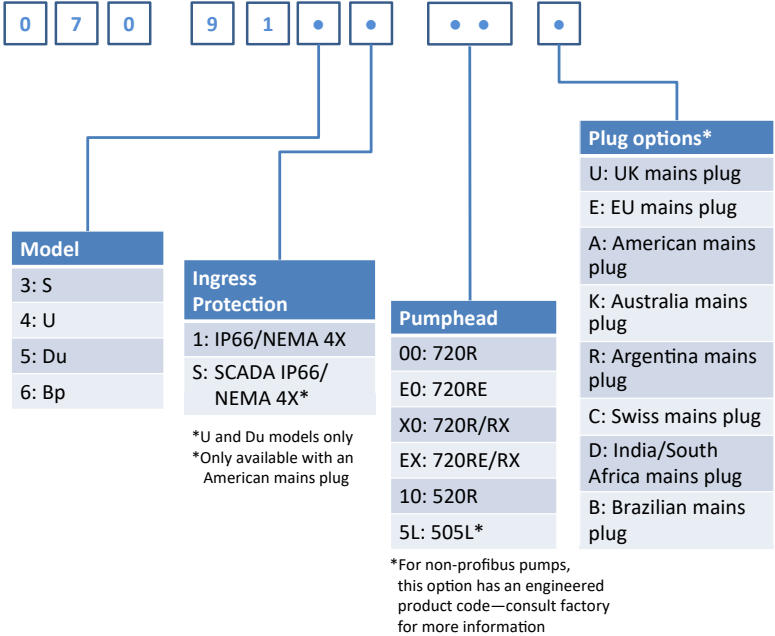 0 7 0 9 1 • • • • •
Model
3: S
4: U
5: Du
6: Bp
Ingress
Protection
1: IP66/NEMA 4X
S: SCADA IP66/
NEMA 4X*
*U and Du models only
*Only available with an
American mains plug
Pumphead
00: 720R
E0: 720RE
X0: 720R/RX
EX: 720RE/RX
10: 520R
5L: 505L*
*For non-profibus pumps,
this option has an engineered
product code—consult factory
for more information
Plug options*
U: UK mains plug
E: EU mains plug
A: American mains
plug
K: Australia mains
plug
R: Argentina mains
plug
C: Swiss mains plug
D: India/South
Africa mains plug
B: Brazilian mains
plug